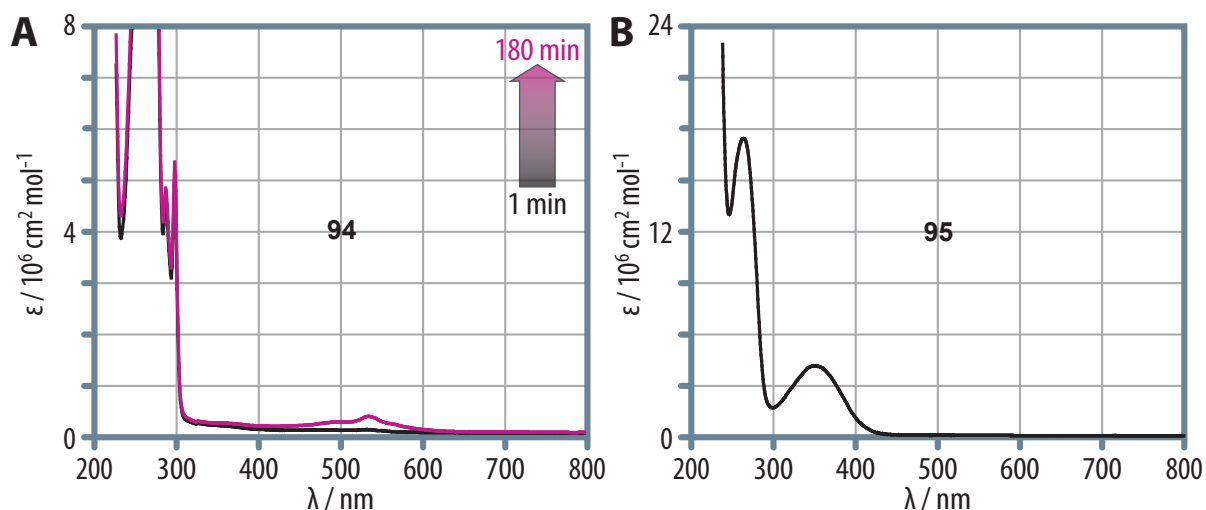 A
8
4
0
ε / 10⁶ cm² mol⁻¹
180 min
1 min
94
200 300 400 500 600 700 800
λ / nm
B
24
12
0
ε / 10⁶ cm² mol⁻¹
95
200 300 400 500 600 700 800
λ / nm